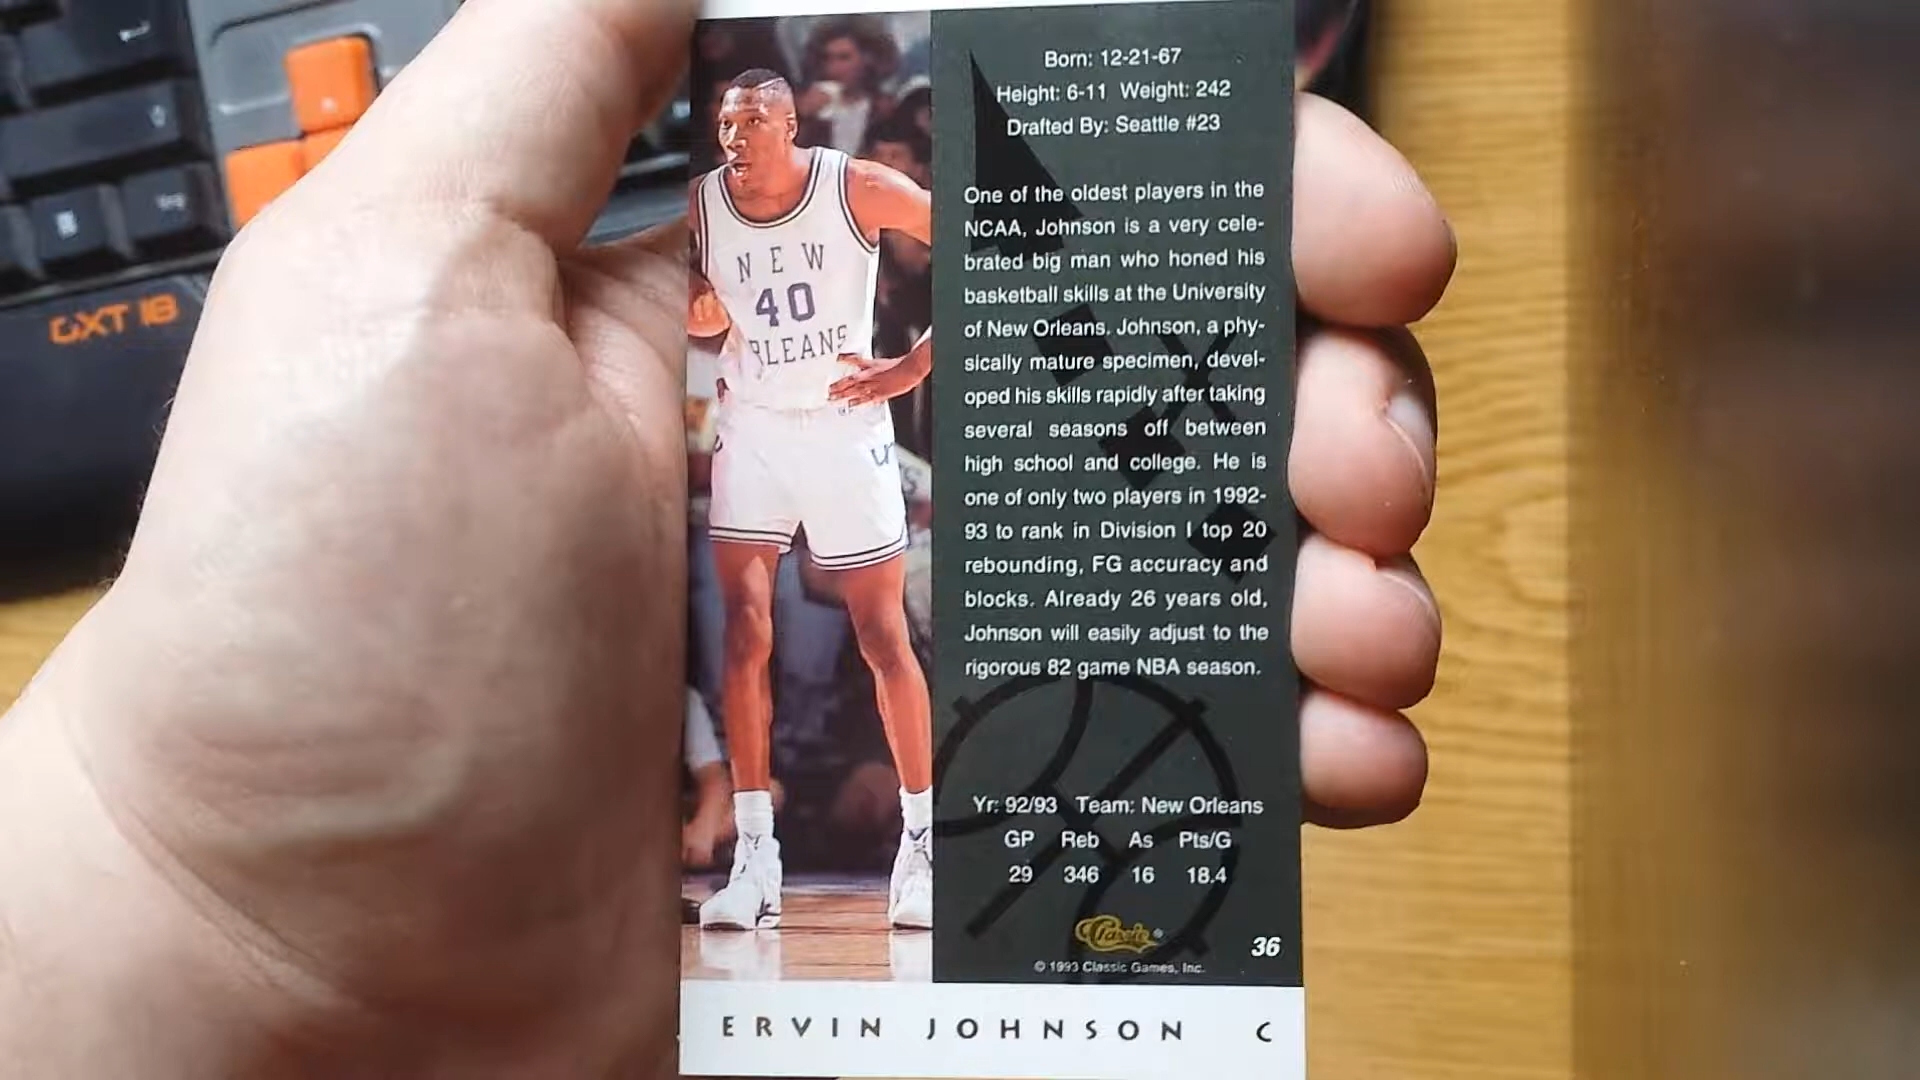 GXT 18
NEW
40
RLEANS
Born: 12-21-67
Height: 6-11 Weight: 242
Drafted By: Seattle #23
One of the oldest players in the
NCAA, Johnson is a very cele-
brated big man who honed his
basketball skills at the University
of New Orleans. Johnson, a phy-
sically mature specimen, devel-
oped his skills rapidly after taking
several seasons off between
high school and college. He is
one of only two players in 1992-
93 to rank in Division I top 20
rebounding, FG accuracy and
blocks. Already 26 years old,
Johnson will easily adjust to the
rigorous 82 game NBA season.
Yr: 92/93 Team: New Orleans
GP Reb As Pts/G
29 346 16 18.4
Classic®
36
© 1993 Classic Games, Inc.
ERVIN JOHNSON C